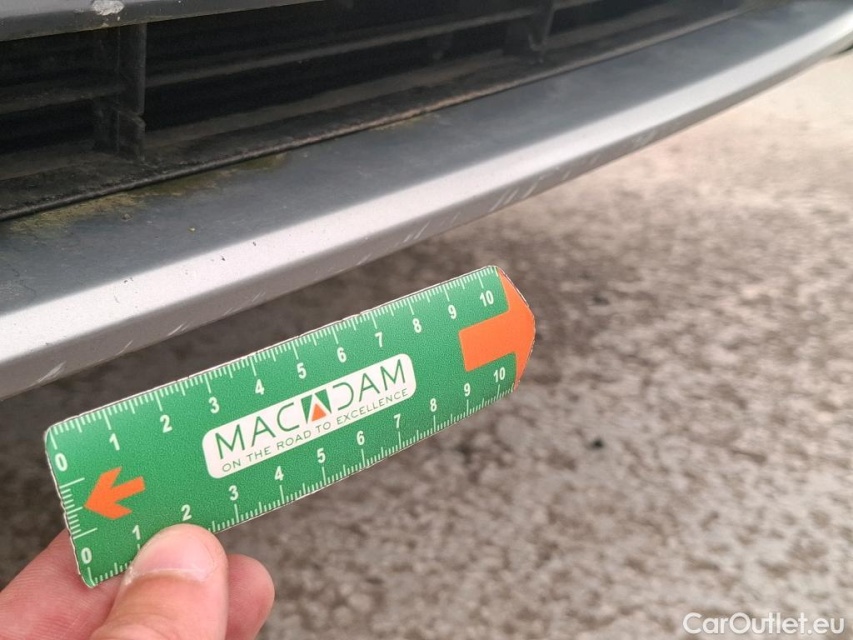 0 1 2 3 4 5 6 7 8 9 10
MACADAM
ON THE ROAD TO EXCELLENCE
0 1 2 3 4 5 6 7 8 9 10
CarOutlet.eu